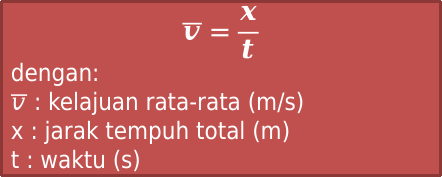 v̅ = x/t
dengan:
v̅ : kelajuan rata-rata (m/s)
x : jarak tempuh total (m)
t : waktu (s)